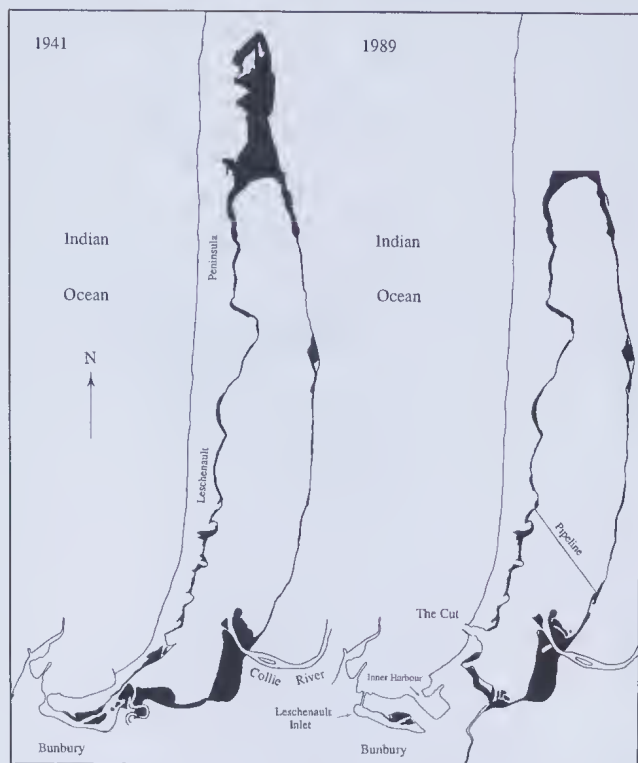 1941
Indian
Ocean
N
Peninsula
Leschenault
Collie River
Bunbury
1989
Indian
Ocean
Pipeline
The Cut
Inner Harbour
Leschenault
Inlet
Bunbury